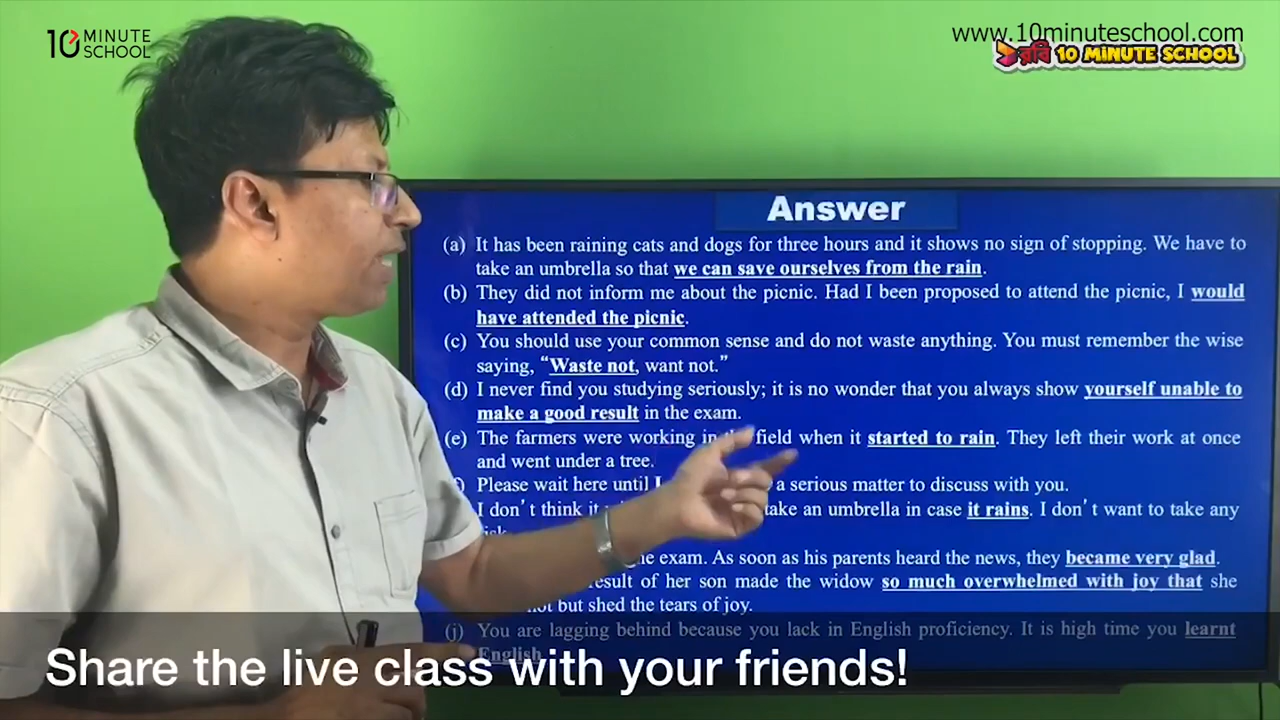 10 MINUTE
SCHOOL
www.10minuteschool.com
রবি 10 MINUTE SCHOOL
Answer
(a) It has been raining cats and dogs for three hours and it shows no sign of stopping. We have to
take an umbrella so that we can save ourselves from the rain.
(b) They did not inform me about the picnic. Had I been proposed to attend the picnic, I would
have attended the picnic.
(c) You should use your common sense and do not waste anything. You must remember the wise
saying, “Waste not, want not.”
(d) I never find you studying seriously; it is no wonder that you always show yourself unable to
make a good result in the exam.
(e) The farmers were working in the field when it started to rain. They left their work at once
and went under a tree.
Please wait here until I a serious matter to discuss with you.
I don't think it take an umbrella in case it rains. I don't want to take any
exam. As soon as his parents heard the news, they became very glad.
result of her son made the widow so much overwhelmed with joy that she
not but shed the tears of joy.
(j) You are lagging behind because you lack in English proficiency. It is high time you learnt
English.
Share the live class with your friends!